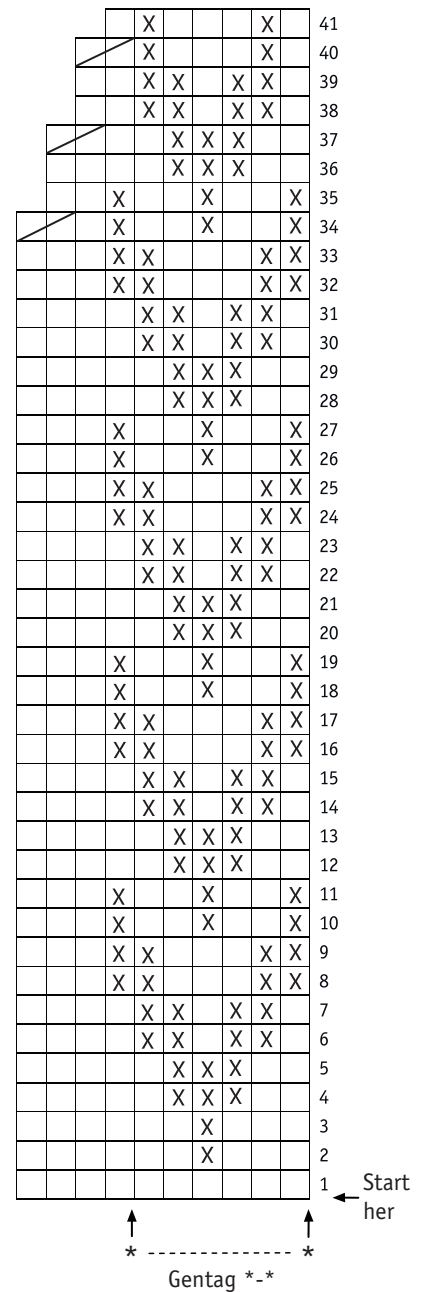 X X 41
X X 40
X X X X 39
X X X X 38
X X X 37
X X X 36
X X X 35
X X X 34
X X X X 33
X X X X 32
X X X X 31
X X X X 30
X X X 29
X X X 28
X X X 27
X X X 26
X X X X 25
X X X X 24
X X X X 23
X X X X 22
X X X 21
X X X 20
X X X 19
X X X 18
X X X X 17
X X X X 16
X X X X 15
X X X X 14
X X X 13
X X X 12
X X X 11
X X X 10
X X X X 9
X X X X 8
X X X X 7
X X X X 6
X X X 5
X X X 4
X 3
X 2
1 Start
her
* - - - - - - - - - - - - - - - *
Gentag *-*